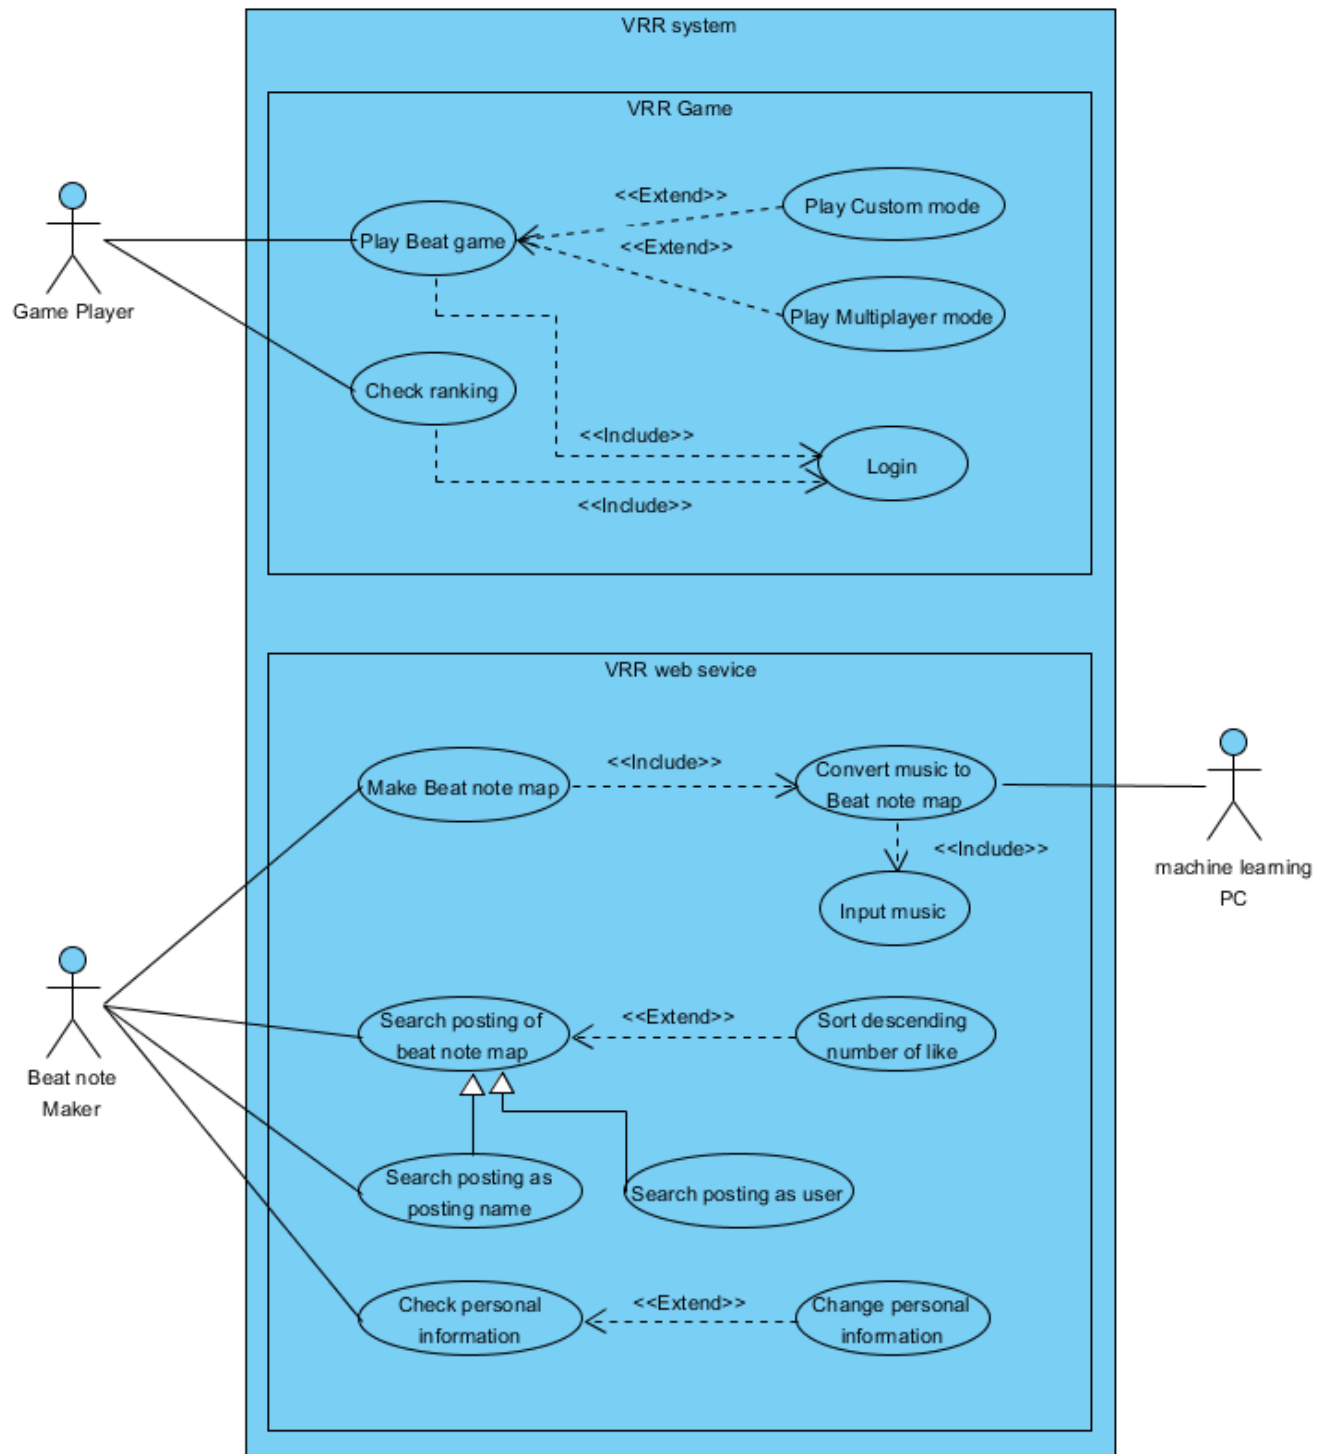 VRR system
VRR Game
<<Extend>>
Play Custom mode
Play Beat game
<<Extend>>
Game Player
Play Multiplayer mode
Check ranking
<<Include>>
Login
<<Include>>
VRR web sevice
Make Beat note map
<<Include>>
Convert music to
Beat note map
<<Include>>
machine learning
PC
Input music
Beat note
Maker
Search posting of
beat note map
<<Extend>>
Sort descending
number of like
Search posting as
posting name
Search posting as user
Check personal
information
<<Extend>>
Change personal
information